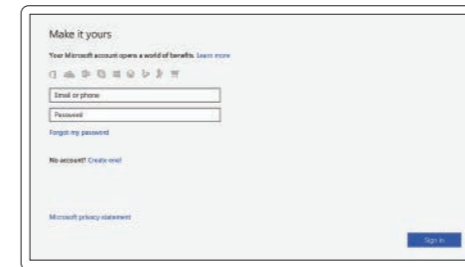 Make it yours
Your Microsoft account opens a world of benefits. Learn more
Email or phone
Password
Forgot my password
No account? Create one!
Microsoft privacy statement
Sign in